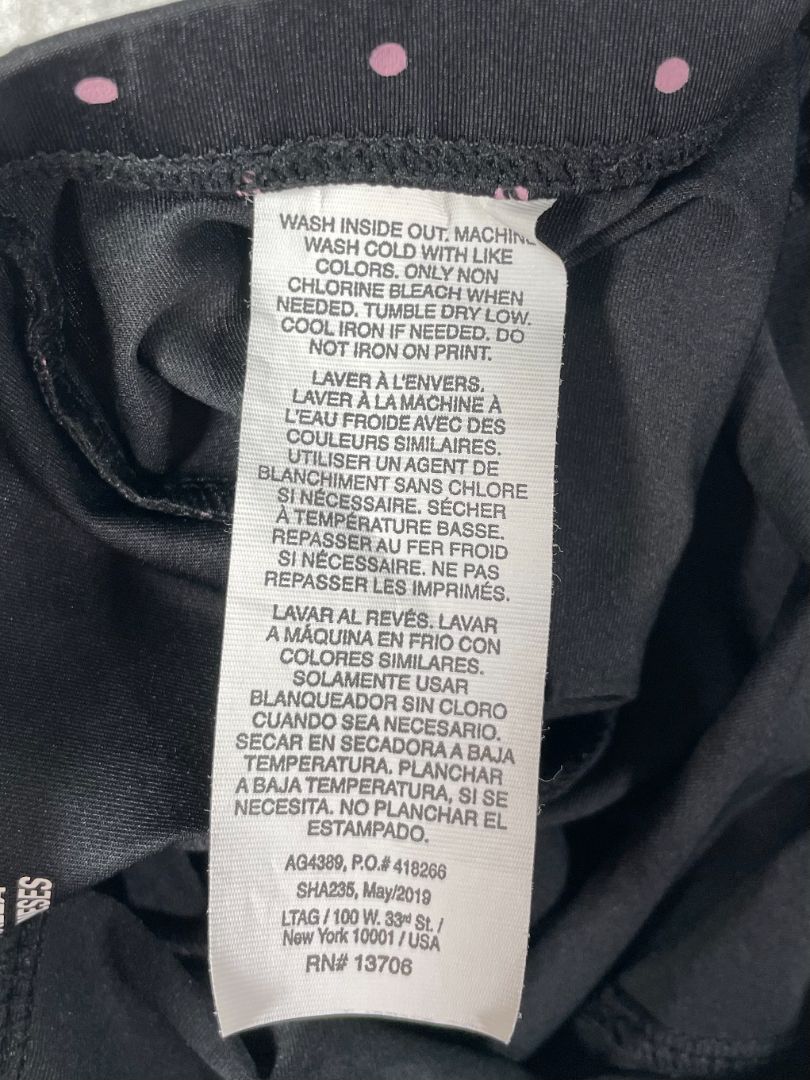 WASH INSIDE OUT. MACHINE
WASH COLD WITH LIKE
COLORS. ONLY NON
CHLORINE BLEACH WHEN
NEEDED. TUMBLE DRY LOW.
COOL IRON IF NEEDED. DO
NOT IRON ON PRINT.
LAVER À L'ENVERS.
LAVER À LA MACHINE À
L'EAU FROIDE AVEC DES
COULEURS SIMILAIRES.
UTILISER UN AGENT DE
BLANCHIMENT SANS CHLORE
SI NÉCESSAIRE. SÉCHER
À TEMPÉRATURE BASSE.
REPASSER AU FER FROID
SI NÉCESSAIRE. NE PAS
REPASSER LES IMPRIMÉS.
LAVAR AL REVÉS. LAVAR
A MÁQUINA EN FRIO CON
COLORES SIMILARES.
SOLAMENTE USAR
BLANQUEADOR SIN CLORO
CUANDO SEA NECESARIO.
SECAR EN SECADORA A BAJA
TEMPERATURA. PLANCHAR
A BAJA TEMPERATURA, SI SE
NECESITA. NO PLANCHAR EL
ESTAMPADO.
AG4389, P.O.# 418266
SHA235, May/2019
LTAG / 100 W. 33rd St. /
New York 10001 / USA
RN# 13706